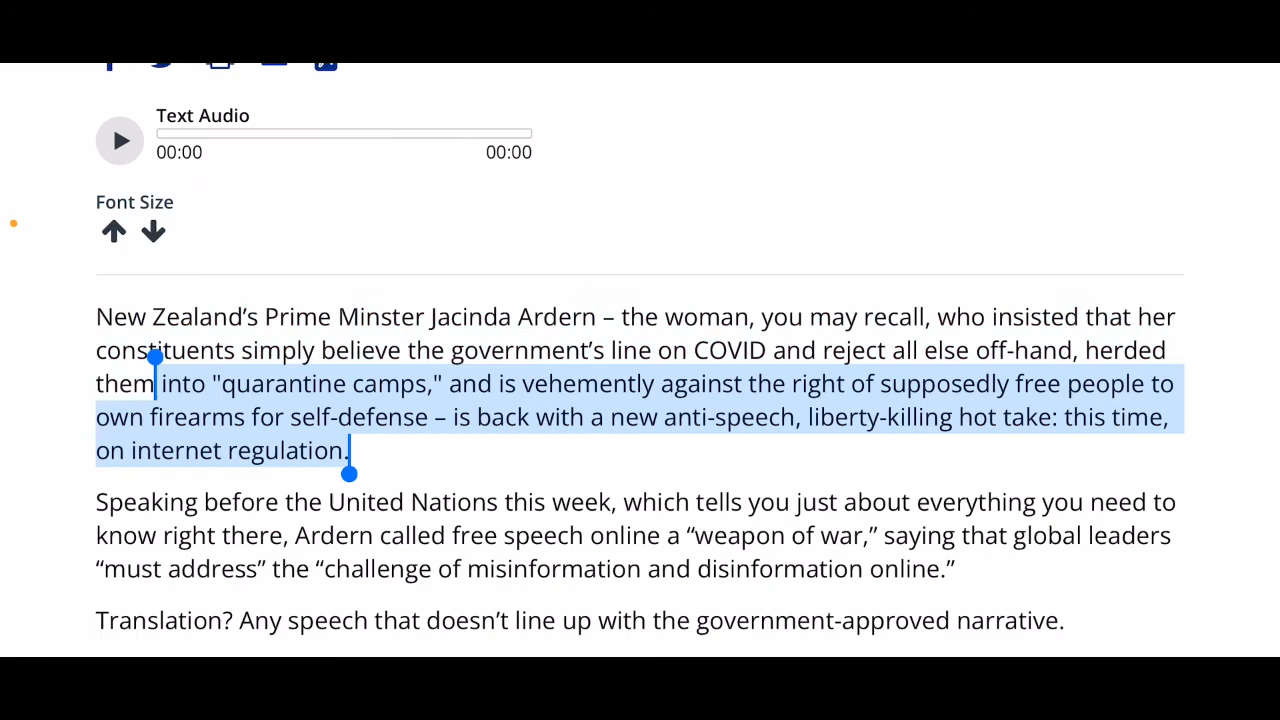 Text Audio
00:00 00:00
Font Size
New Zealand’s Prime Minster Jacinda Ardern – the woman, you may recall, who insisted that her
constituents simply believe the government’s line on COVID and reject all else off-hand, herded
them into "quarantine camps," and is vehemently against the right of supposedly free people to
own firearms for self-defense – is back with a new anti-speech, liberty-killing hot take: this time,
on internet regulation.
Speaking before the United Nations this week, which tells you just about everything you need to
know right there, Ardern called free speech online a “weapon of war,” saying that global leaders
“must address” the “challenge of misinformation and disinformation online.”
Translation? Any speech that doesn’t line up with the government-approved narrative.